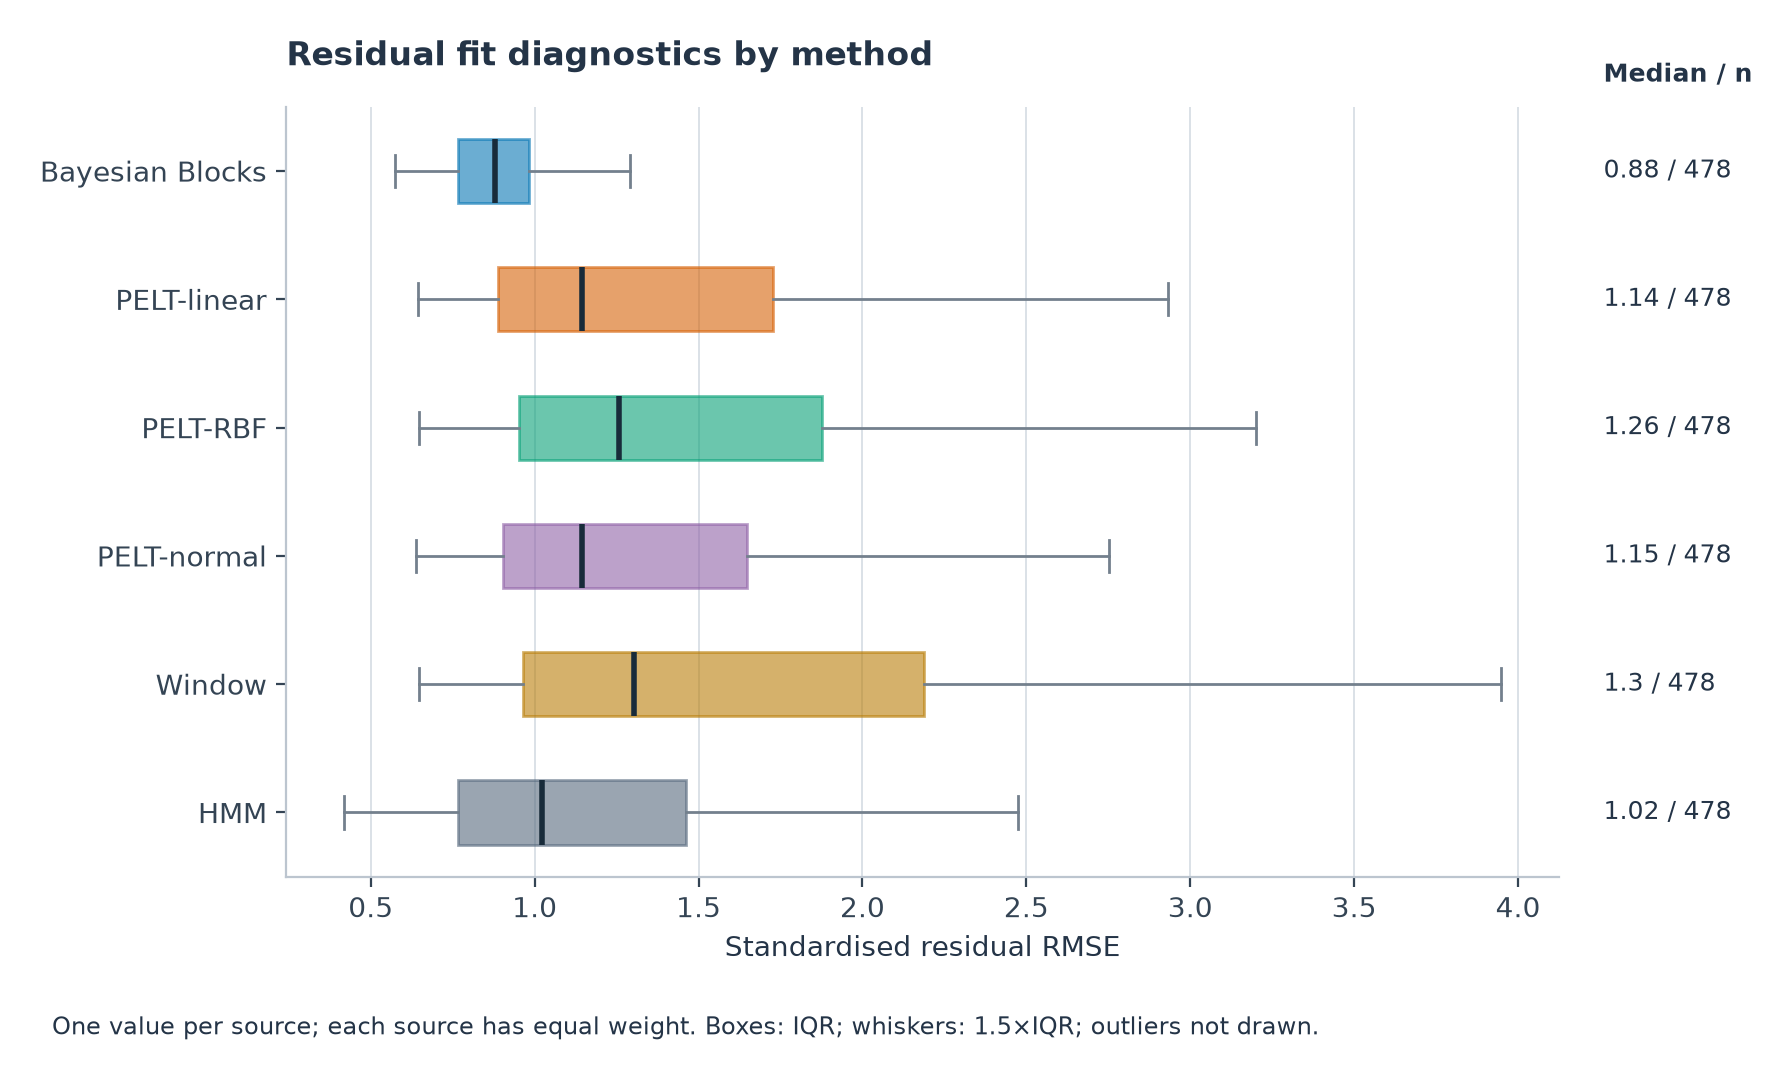 Residual fit diagnostics by method
Median / n
Bayesian Blocks
0.88 / 478
PELT-linear
1.14 / 478
PELT-RBF
1.26 / 478
PELT-normal
1.15 / 478
Window
1.3 / 478
HMM
1.02 / 478
0.5 1.0 1.5 2.0 2.5 3.0 3.5 4.0
Standardised residual RMSE
One value per source; each source has equal weight. Boxes: IQR; whiskers: 1.5×IQR; outliers not drawn.